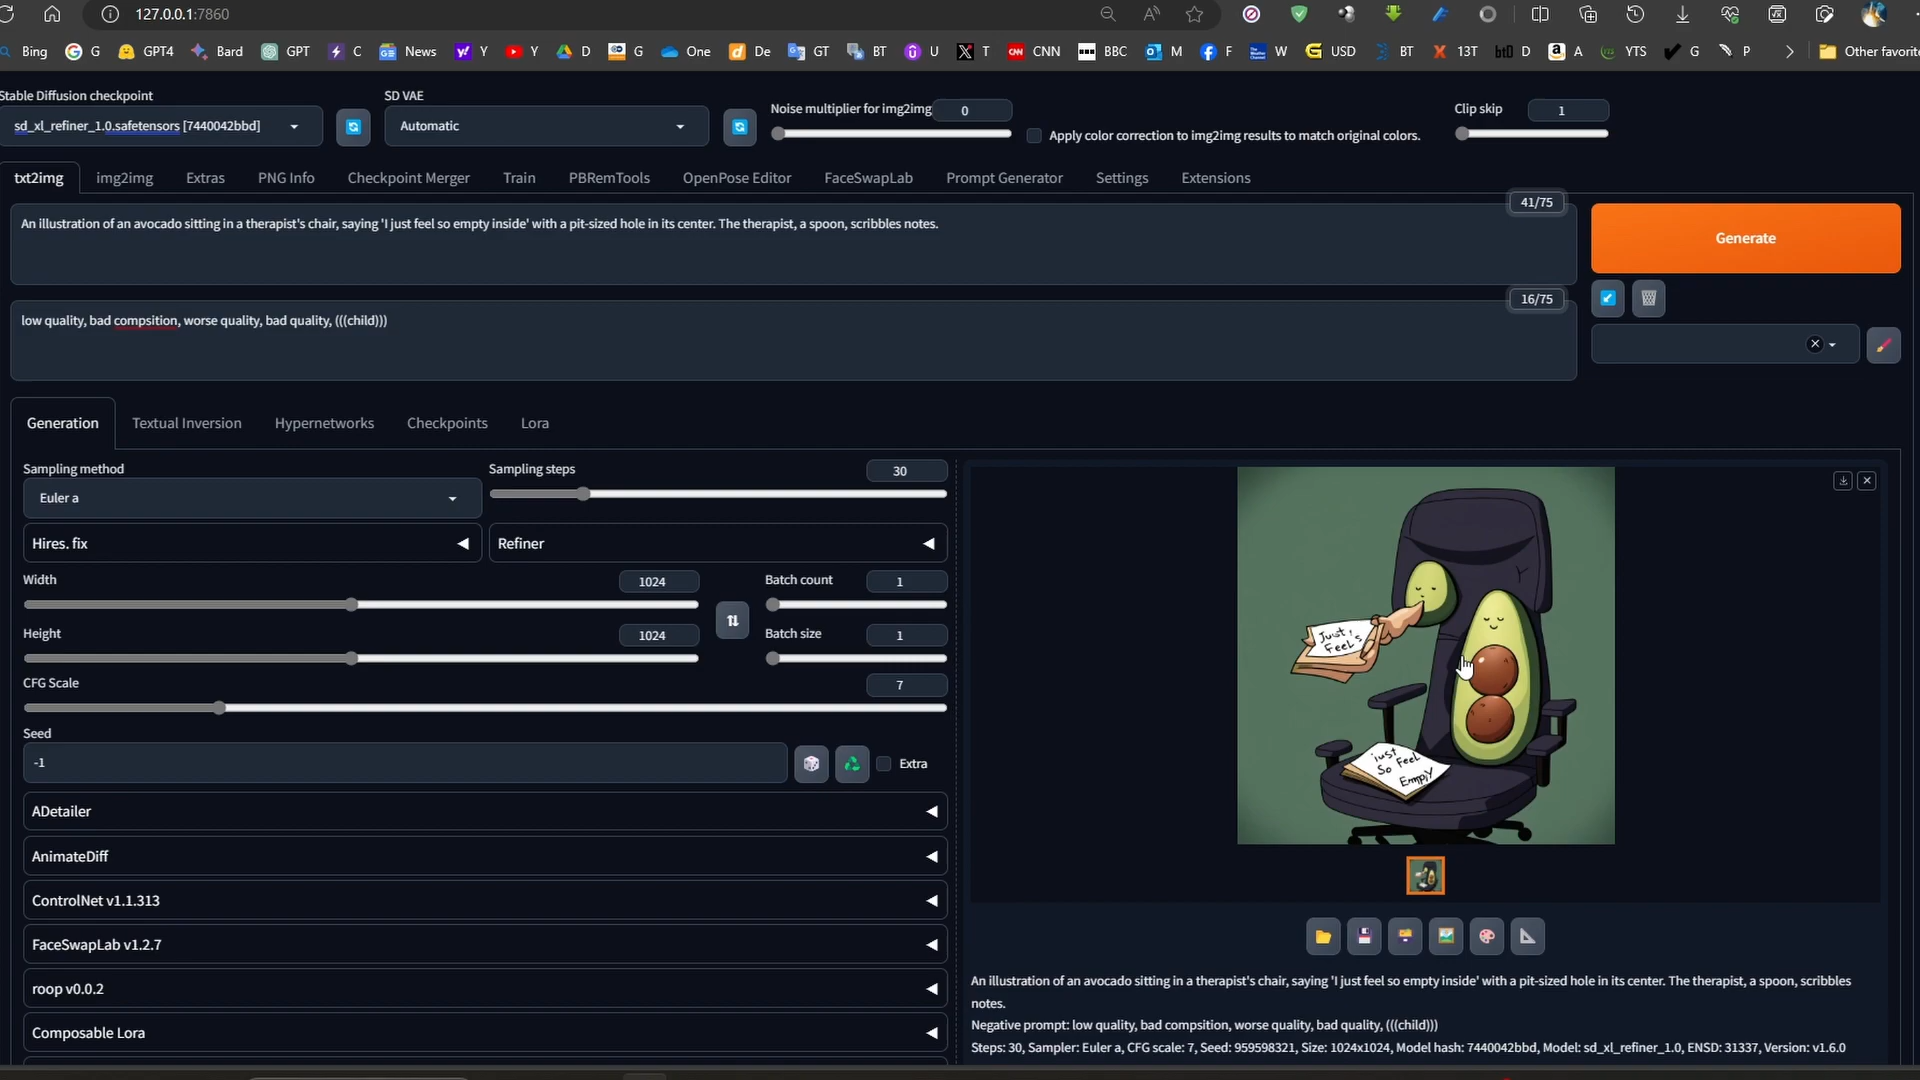 127.0.0.1:7860
Bing G GPT4 Bard GPT C News Y Y D G One De GT BT U T CNN BBC M F W USD BT 13T D A YTS G P Other favorite
Stable Diffusion checkpoint
SD VAE
Noise multiplier for img2img 0
Clip skip 1
sd_xl_refiner_1.0.safetensors [7440042bbd]
Automatic
Apply color correction to img2img results to match original colors.
txt2img img2img Extras PNG Info Checkpoint Merger Train PBRemTools OpenPose Editor FaceSwapLab Prompt Generator Settings Extensions
41/75
An illustration of an avocado sitting in a therapist's chair, saying 'I just feel so empty inside' with a pit-sized hole in its center. The therapist, a spoon, scribbles notes.
Generate
16/75
low quality, bad compsition, worse quality, bad quality, (((child)))
Generation Textual Inversion Hypernetworks Checkpoints Lora
Sampling method
Euler a
Sampling steps 30
Hires. fix
Refiner
Width 1024
Batch count 1
Height 1024
Batch size 1
CFG Scale 7
Seed
-1
Extra
ADetailer
AnimateDiff
ControlNet v1.1.313
FaceSwapLab v1.2.7
roop v0.0.2
Composable Lora
Just,
Feel s
just
So Feel
Empty
An illustration of an avocado sitting in a therapist's chair, saying 'I just feel so empty inside' with a pit-sized hole in its center. The therapist, a spoon, scribbles
notes.
Negative prompt: low quality, bad compsition, worse quality, bad quality, (((child)))
Steps: 30, Sampler: Euler a, CFG scale: 7, Seed: 959598321, Size: 1024x1024, Model hash: 7440042bbd, Model: sd_xl_refiner_1.0, ENSD: 31337, Version: v1.6.0